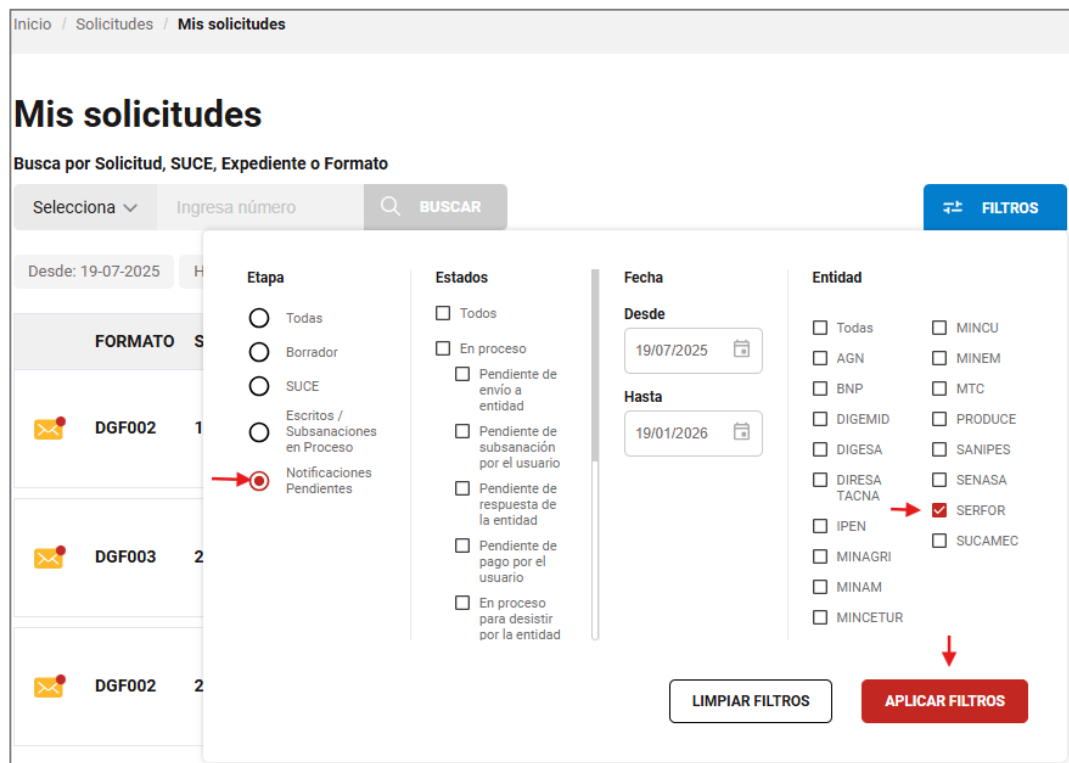 Inicio / Solicitudes / Mis solicitudes
Mis solicitudes
Busca por Solicitud, SUCE, Expediente o Formato
Selecciona
Ingresa número
BUSCAR
FILTROS
Desde: 19-07-2025
H
FORMATO
S
DGF002
1
DGF003
2
DGF002
2
Etapa
Todas
Borrador
SUCE
Escritos /
Subsanaciones
en Proceso
Notificaciones
Pendientes
Estados
Todos
En proceso
Pendiente de
envío a
entidad
Pendiente de
subsanación
por el usuario
Pendiente de
respuesta de
la entidad
Pendiente de
pago por el
usuario
En proceso
para desistir
por la entidad
Fecha
Desde
19/07/2025
Hasta
19/01/2026
Entidad
Todas
AGN
BNP
DIGEMID
DIGESA
DIRESA
TACNA
IPEN
MINAGRI
MINAM
MINCETUR
MINCU
MINEM
MTC
PRODUCE
SANIPES
SENASA
SERFOR
SUCAMEC
LIMPIAR FILTROS
APLICAR FILTROS